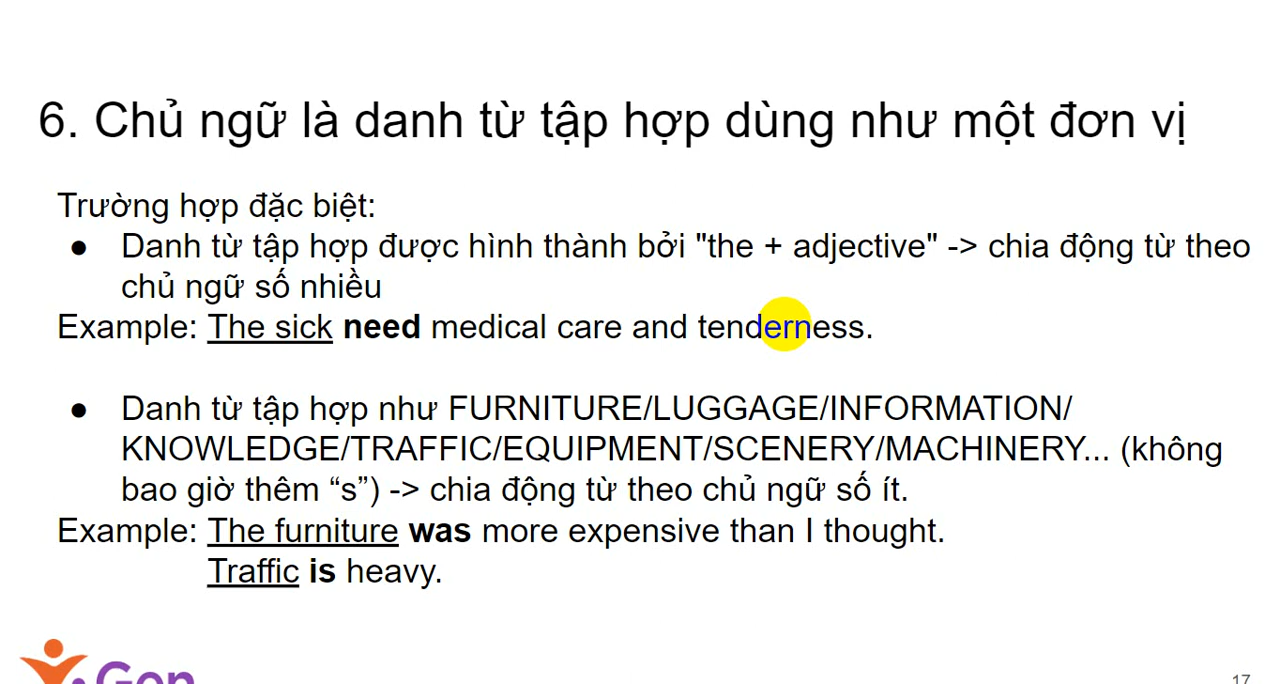 6. Chủ ngữ là danh từ tập hợp dùng như một đơn vị
Trường hợp đặc biệt:
● Danh từ tập hợp được hình thành bởi "the + adjective" -> chia động từ theo
chủ ngữ số nhiều
Example: The sick need medical care and tenderness.
● Danh từ tập hợp như FURNITURE/LUGGAGE/INFORMATION/
KNOWLEDGE/TRAFFIC/EQUIPMENT/SCENERY/MACHINERY... (không
bao giờ thêm “s”) -> chia động từ theo chủ ngữ số ít.
Example: The furniture was more expensive than I thought.
Traffic is heavy.
Gen
17